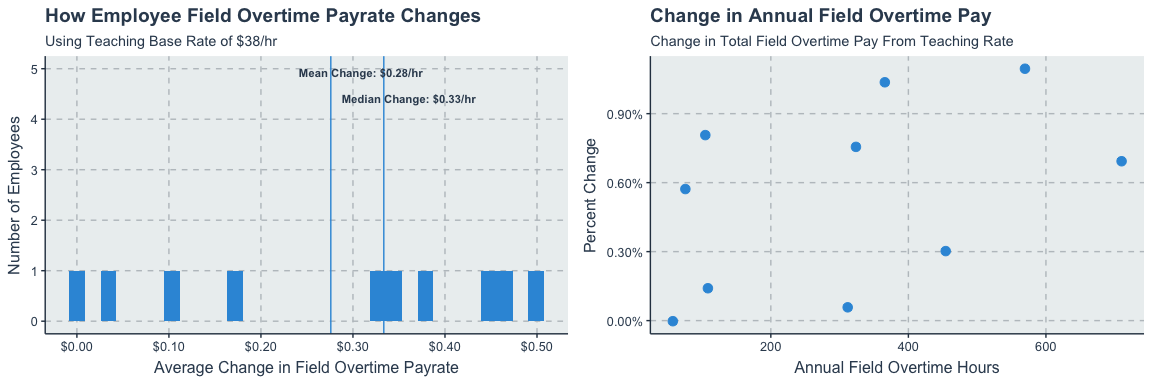 How Employee Field Overtime Payrate Changes
Using Teaching Base Rate of $38/hr
Mean Change: $0.28/hr
Median Change: $0.33/hr
Number of Employees
5
4
3
2
1
0
$0.00 $0.10 $0.20 $0.30 $0.40 $0.50
Average Change in Field Overtime Payrate
Change in Annual Field Overtime Pay
Change in Total Field Overtime Pay From Teaching Rate
Percent Change
0.90%
0.60%
0.30%
0.00%
200 400 600
Annual Field Overtime Hours